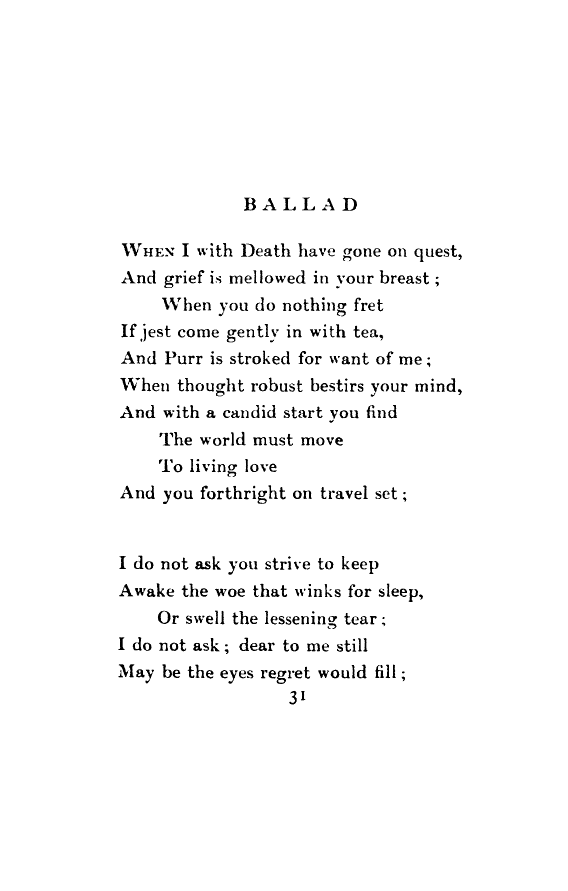 BALLAD
WHEN I with Death have gone on quest,
And grief is mellowed in your breast ;
When you do nothing fret
If jest come gently in with tea,
And Purr is stroked for want of me ;
When thought robust bestirs your mind,
And with a candid start you find
The world must move
To living love
And you forthright on travel set ;
I do not ask you strive to keep
Awake the woe that winks for sleep,
Or swell the lessening tear ;
I do not ask ; dear to me still
May be the eyes regret would fill ;
31